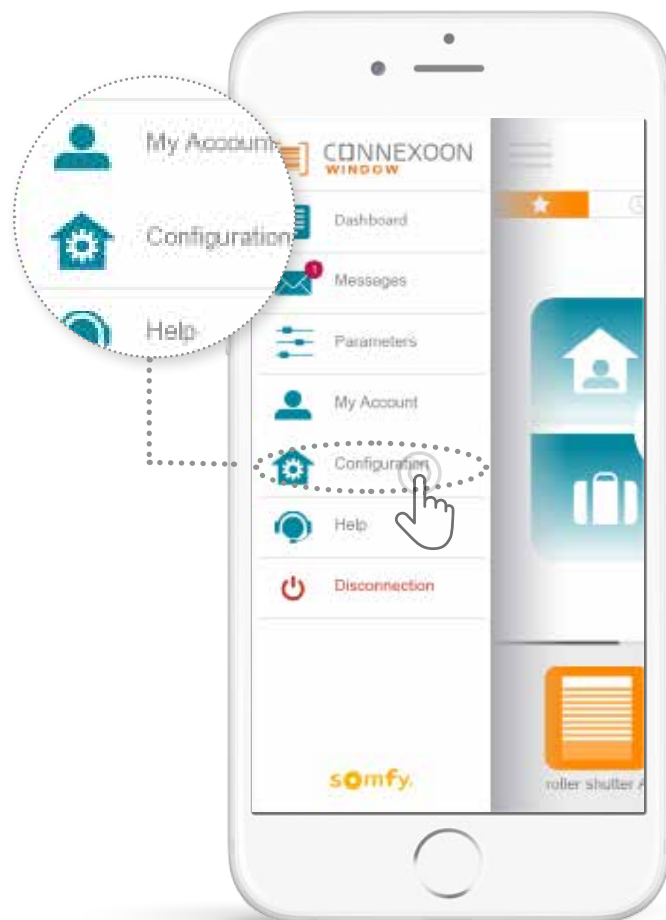 My Account
Configuration
Help
CONNEXOON
WINDOW
Dashboard
1
Messages
Parameters
My Account
Configuration
Help
Disconnection
somfy.
roller shutter